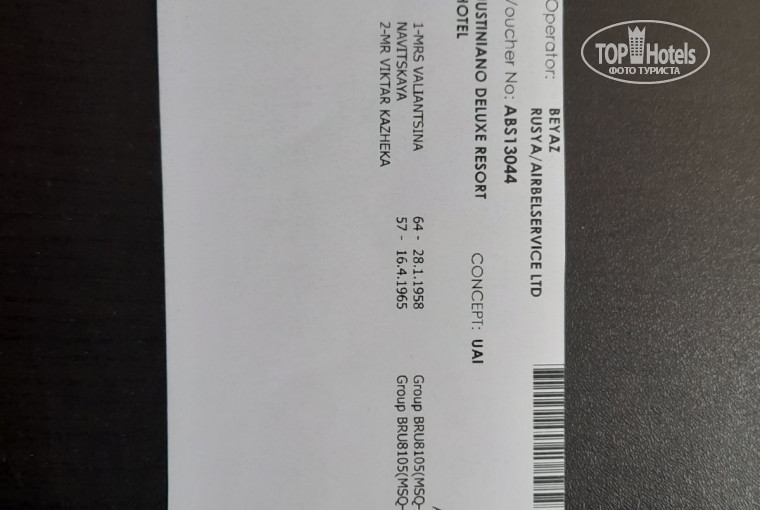 Operator: BEYAZ
RUSYA/AIRBELSERVICE LTD
Voucher No: ABS13044
USTINIANO DELUXE RESORT CONCEPT: UAI
HOTEL
1-MRS VALIANTSINA 64 - 28.1.1958 Group BRU8105(MSQ-
NAVITSKAYA
2-MR VIKTAR KAZHEKA 57 - 16.4.1965 Group BRU8105(MSQ-
TOP Hotels
ФОТО ТУРИСТА